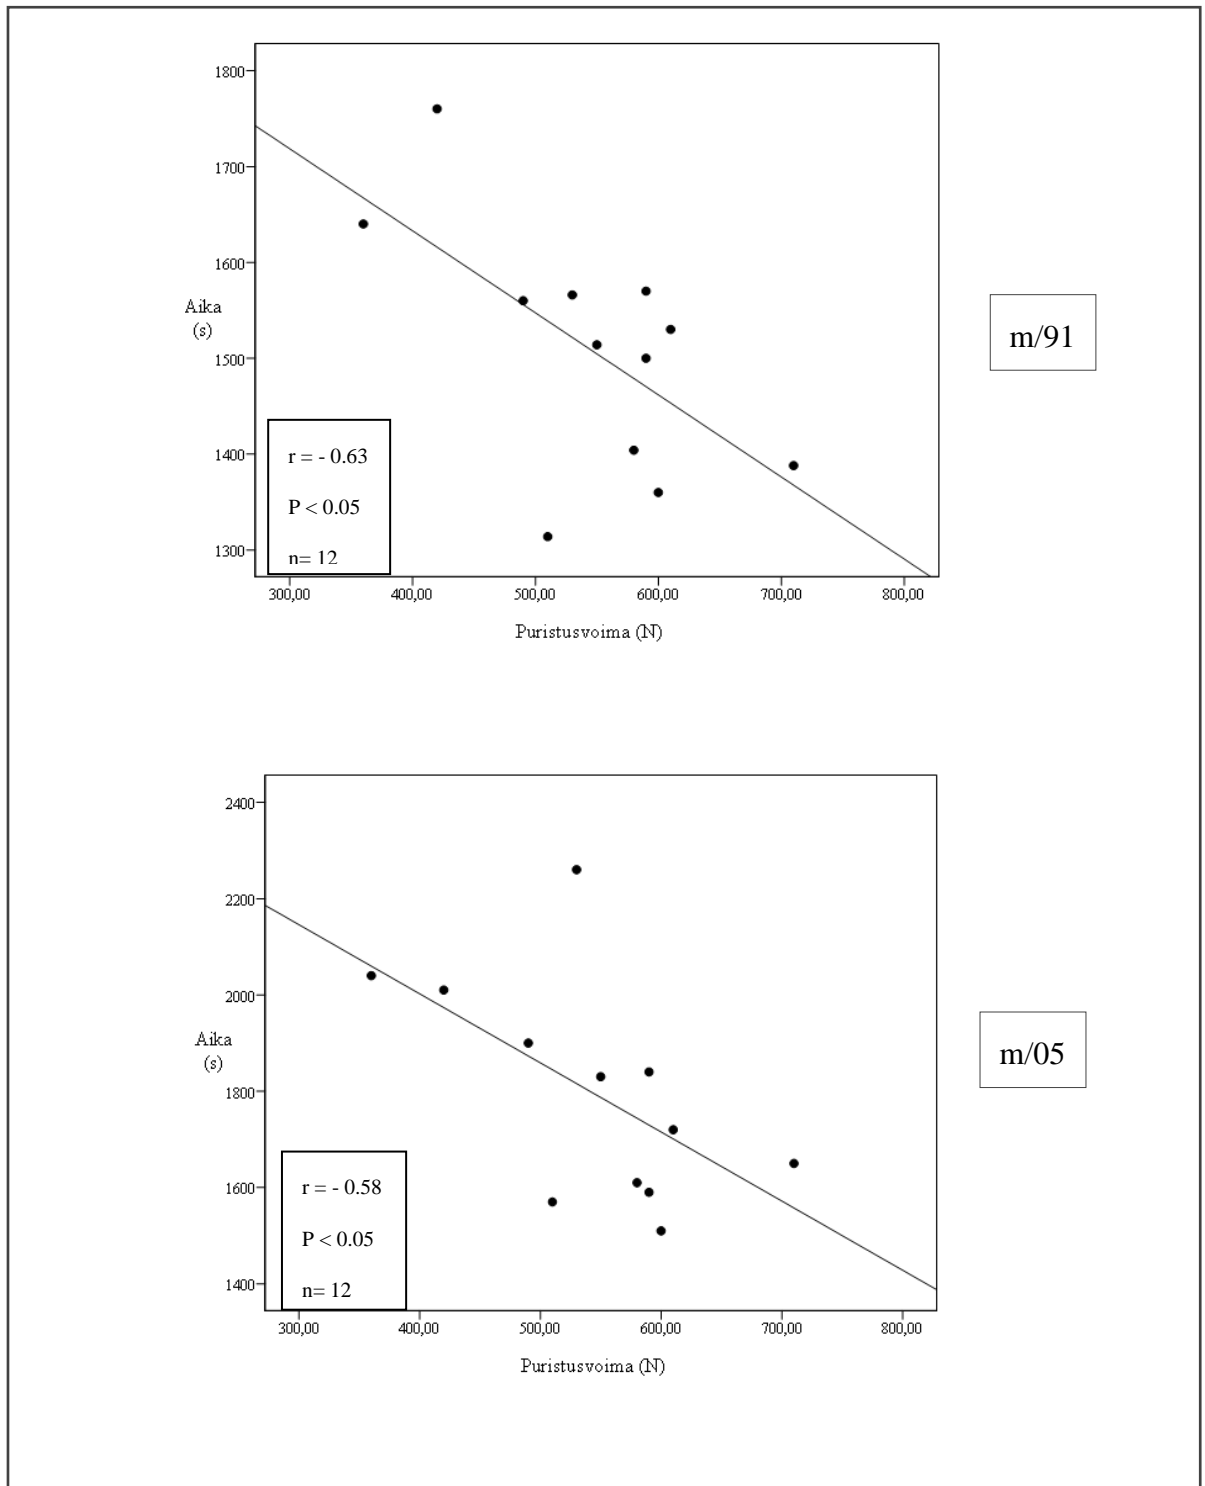 1800
1700
1600
Aika
(s)
1500
1400
1300
r = - 0.63
P < 0.05
n= 12
300,00 400,00 500,00 600,00 700,00 800,00
Puristusvoima (N)
m/91
2400
2200
2000
Aika
(s)
1800
1600
1400
r = - 0.58
P < 0.05
n= 12
300,00 400,00 500,00 600,00 700,00 800,00
Puristusvoima (N)
m/05